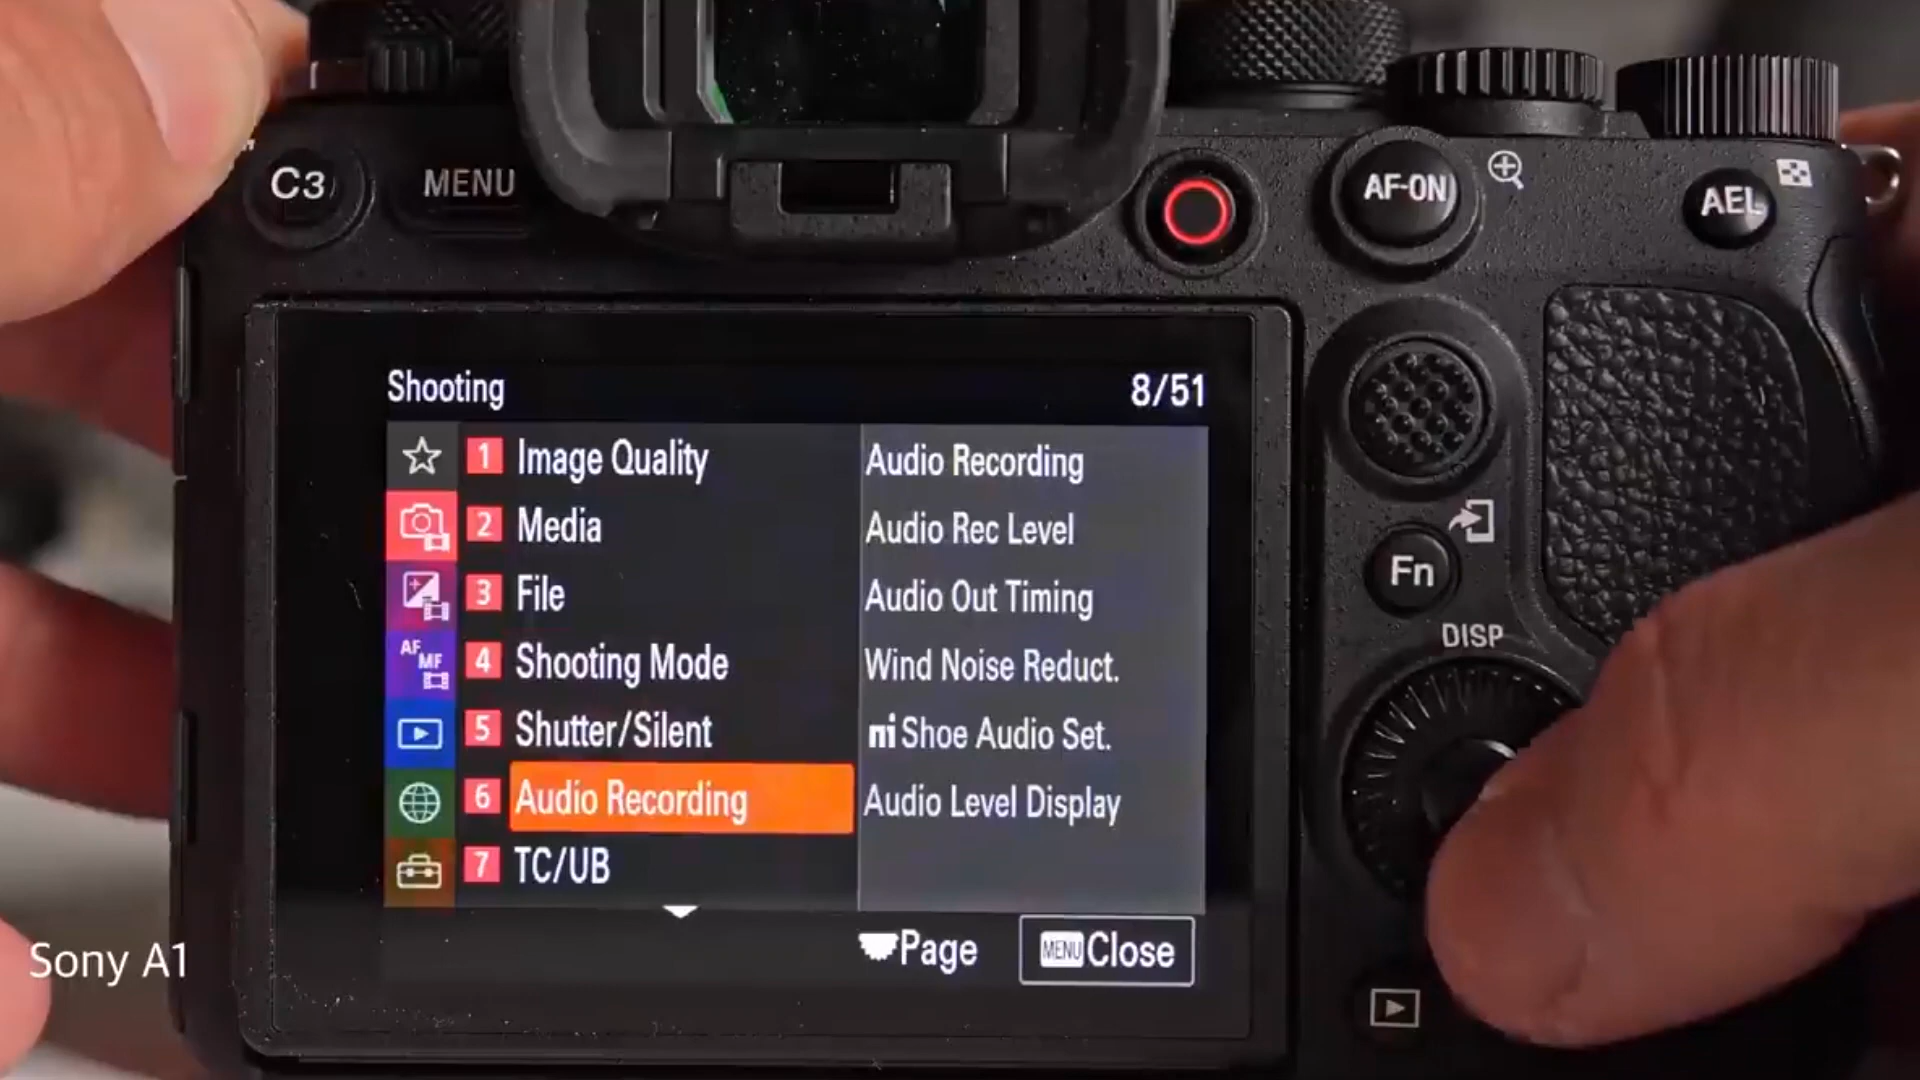 C3
MENU
AF-ON
AEL
Shooting
8/51
1 Image Quality
2 Media
3 File
4 Shooting Mode
5 Shutter/Silent
6 Audio Recording
7 TC/UB
AF
MF
Audio Recording
Audio Rec Level
Audio Out Timing
Wind Noise Reduct.
mi Shoe Audio Set.
Audio Level Display
Page
MENU Close
Fn
DISP
Sony A1